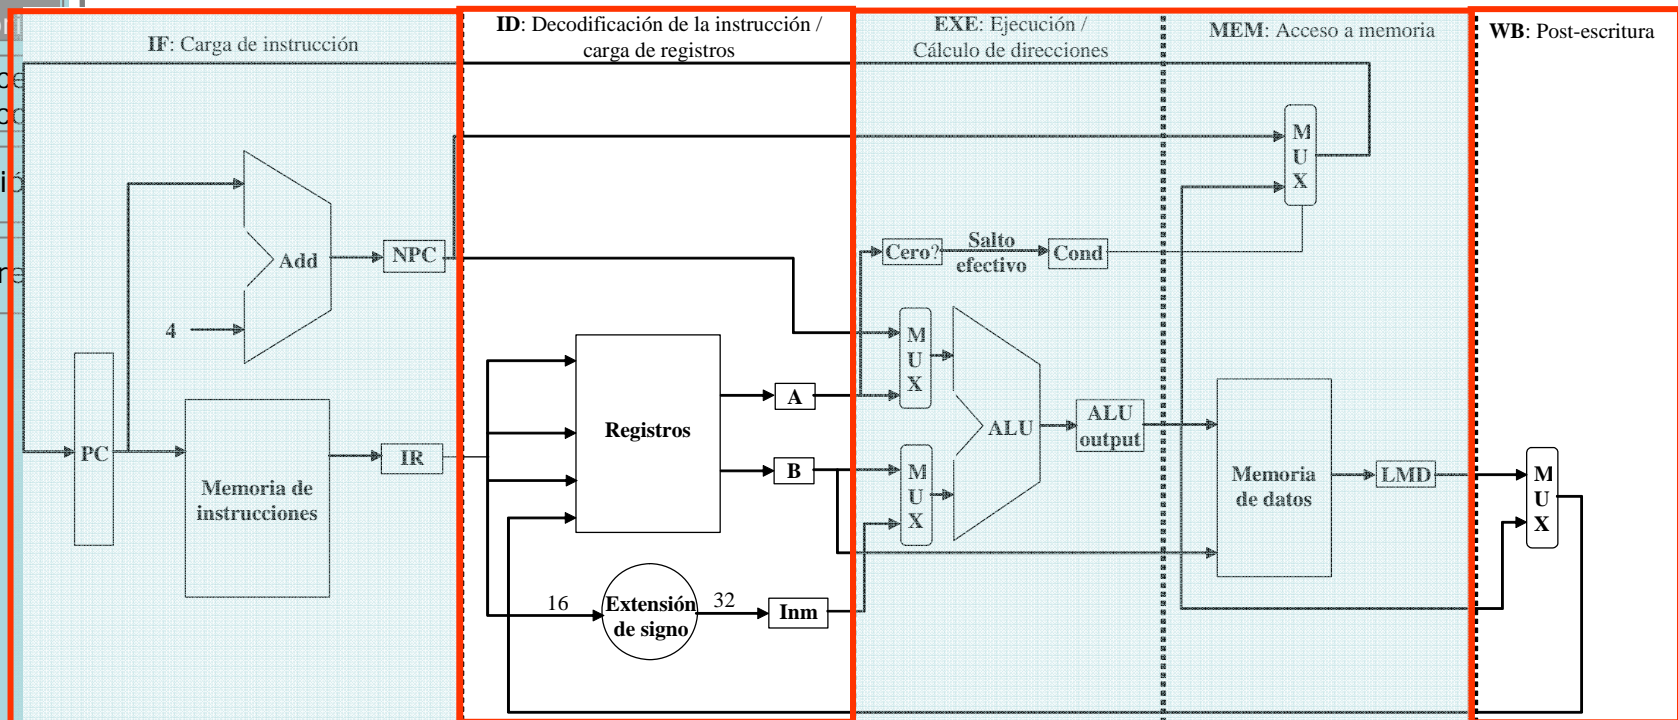 IF: Carga de instrucción
ID: Decodificación de la instrucción /
carga de registros
EXE: Ejecución /
Cálculo de direcciones
MEM: Acceso a memoria
WB: Post-escritura
Add
4
NPC
PC
Memoria de
instrucciones
IR
Registros
A
B
16
Extensión
de signo
32
Inm
Cero?
Salto
efectivo
Cond
M
U
X
M
U
X
ALU
ALU
output
M
U
X
Memoria
de datos
LMD
M
U
X